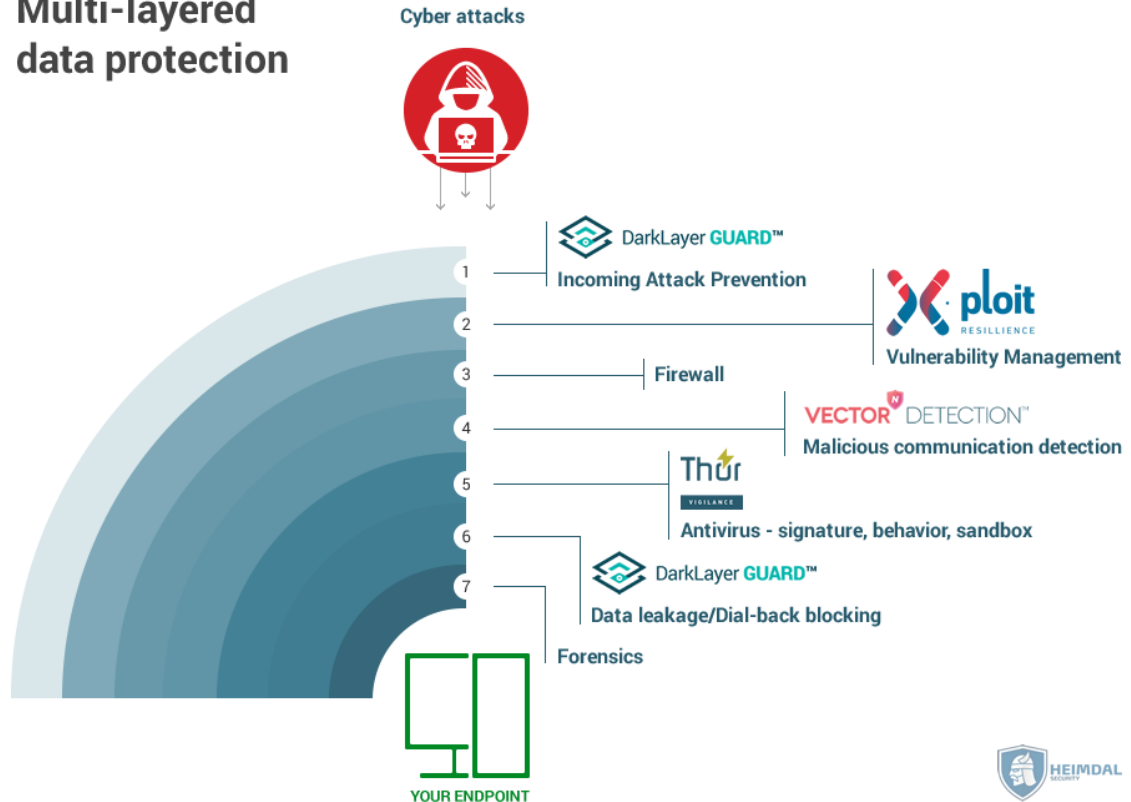 Multi-layered
data protection
Cyber attacks
1
DarkLayer GUARD™
Incoming Attack Prevention
2
Xploit
RESILLIENCE
Vulnerability Management
3
Firewall
4
VECTOR N DETECTION™
Malicious communication detection
5
Thor
VIGILANCE
Antivirus - signature, behavior, sandbox
6
DarkLayer GUARD™
Data leakage/Dial-back blocking
7
Forensics
YOUR ENDPOINT
HEIMDAL
SECURITY